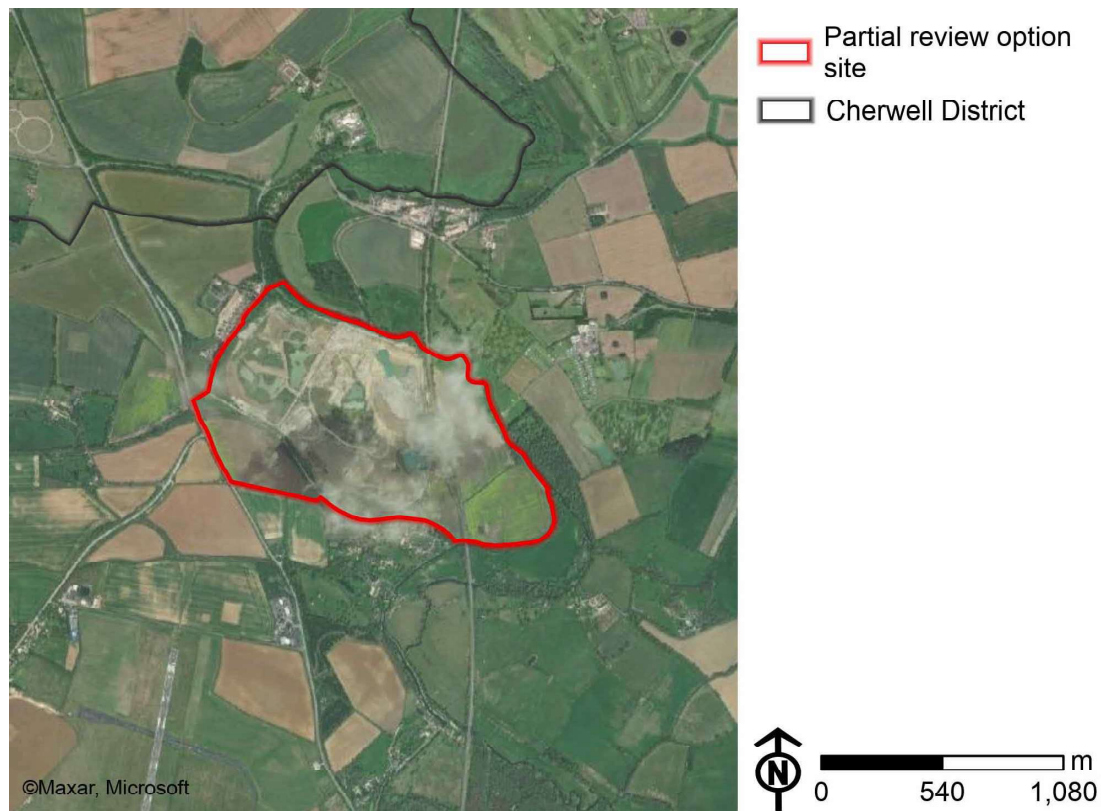 Partial review option
site
Cherwell District
©Maxar, Microsoft
N
m
0 540 1,080